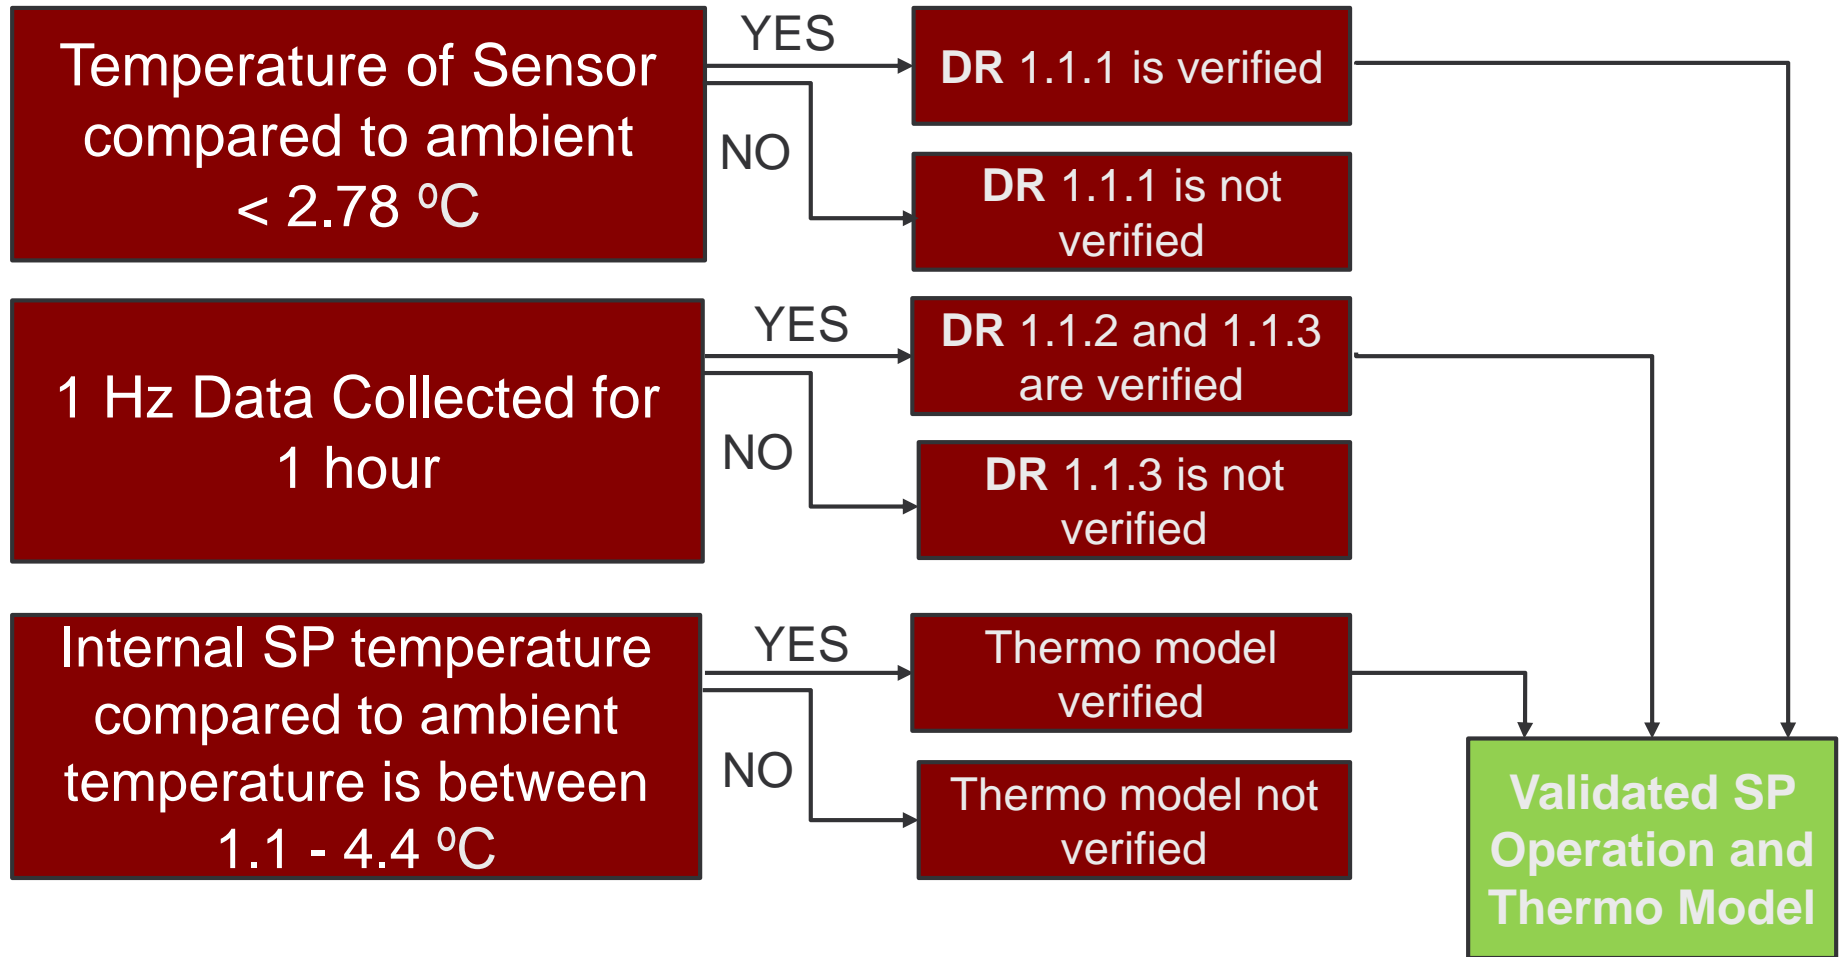 Temperature of Sensor
compared to ambient
< 2.78 ºC
YES
NO
DR 1.1.1 is verified
DR 1.1.1 is not
verified
1 Hz Data Collected for
1 hour
YES
NO
DR 1.1.2 and 1.1.3
are verified
DR 1.1.3 is not
verified
Internal SP temperature
compared to ambient
temperature is between
1.1 - 4.4 ºC
YES
NO
Thermo model
verified
Thermo model not
verified
Validated SP
Operation and
Thermo Model